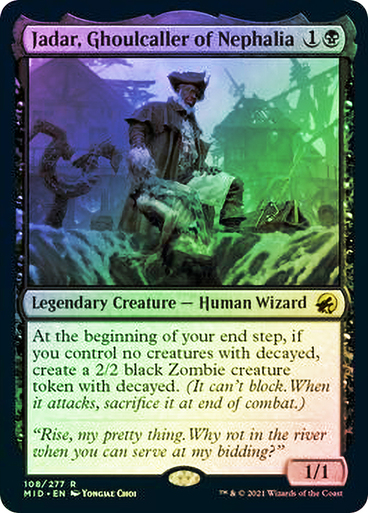 Jadar, Ghoulcaller of Nephalia 1
Legendary Creature — Human Wizard
At the beginning of your end step, if
you control no creatures with decayed,
create a 2/2 black Zombie creature
token with decayed. (It can't block. When
it attacks, sacrifice it at end of combat.)
"Rise, my pretty thing. Why rot in the river
when you can serve at my bidding?"
1/1
108/277 R
MID • EN Yongjae Choi
™ & © 2021 Wizards of the Coast